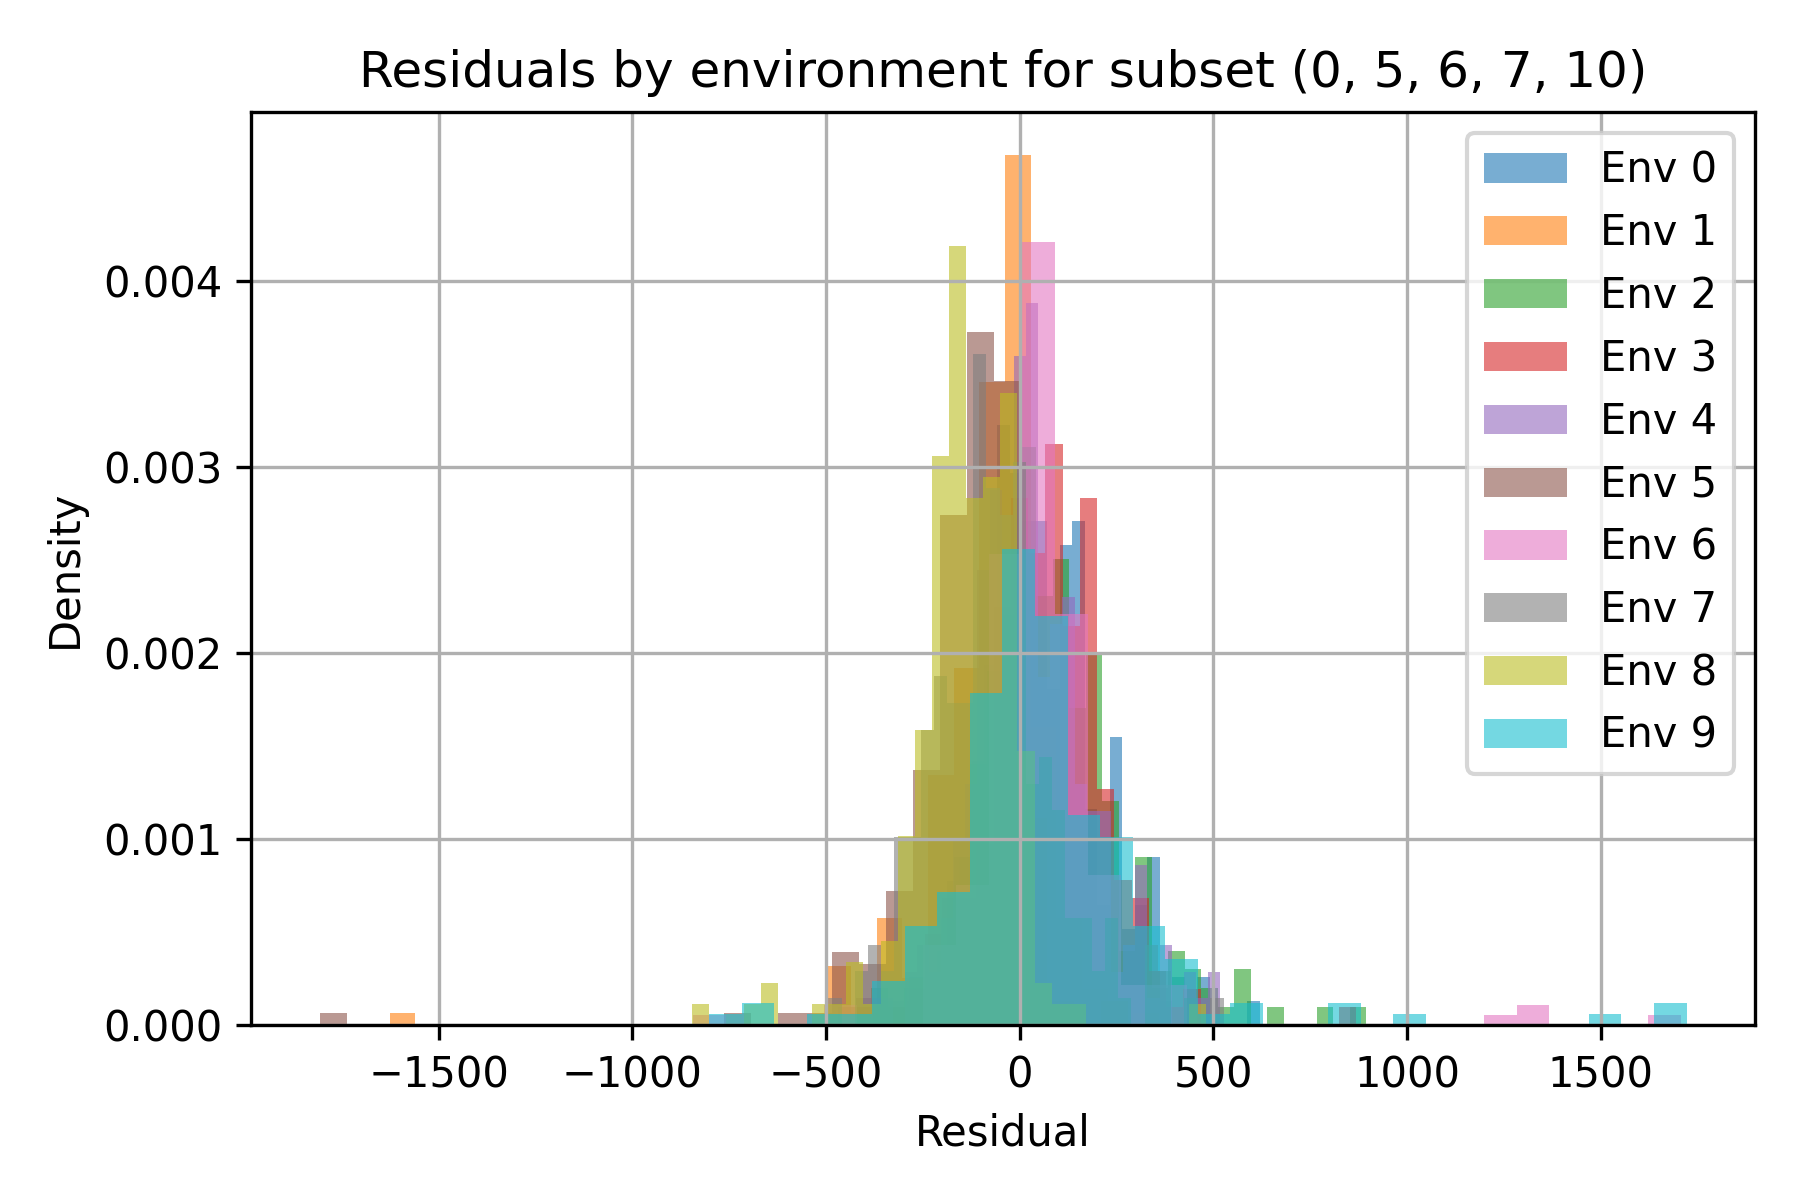 Residuals by environment for subset (0, 5, 6, 7, 10)
Env 0
Env 1
Env 2
Env 3
Env 4
Env 5
Env 6
Env 7
Env 8
Env 9
0.004
0.003
0.002
0.001
0.000
Density
−1500 −1000 −500 0 500 1000 1500
Residual